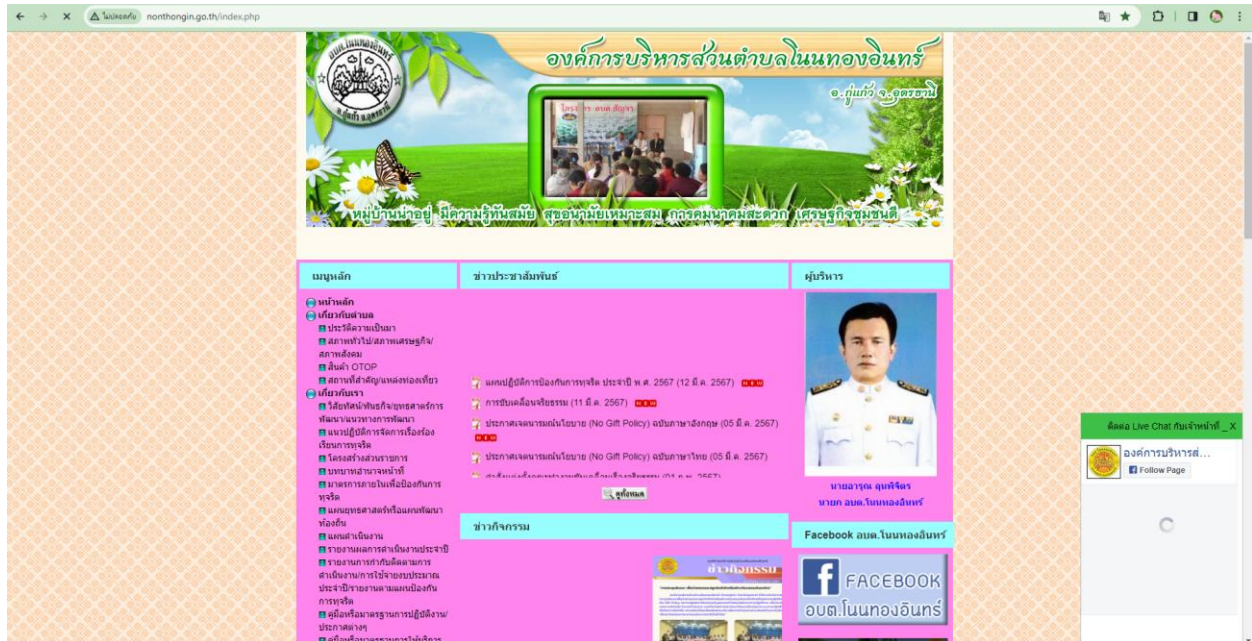 ไม่ปลอดภัย nonthongin.go.th/index.php
องค์การบริหารส่วนตำบลโนนทองอินทร์
อ.กู่แก้ว จ.อุดรธานี
หมู่บ้านน่าอยู่ มีความรู้ทันสมัย สุขอนามัยเหมาะสม การคมนาคมสะดวก เศรษฐกิจชุมชนดี
เมนูหลัก
หน้าหลัก
เกี่ยวกับตำบล
ประวัติความเป็นมา
สภาพทั่วไป/สภาพเศรษฐกิจ/
สภาพสังคม
สินค้า OTOP
สถานที่สำคัญ/แหล่งท่องเที่ยว
เกี่ยวกับเรา
วิสัยทัศน์/พันธกิจ/ยุทธศาสตร์การ
พัฒนา/แนวทางการพัฒนา
แนวปฏิบัติการจัดการเรื่องร้อง
เรียนการทุจริต
โครงสร้างส่วนราชการ
บทบาทอำนาจหน้าที่
มาตรการภายในเพื่อป้องกันการ
ทุจริต
แผนยุทธศาสตร์หรือแผนพัฒนา
ท้องถิ่น
แผนดำเนินงาน
รายงานผลการดำเนินงานประจำปี
รายงานการกำกับติดตามการ
ดำเนินงาน/การใช้จ่ายงบประมาณ
ประจำปี/รายงานตามแผนป้องกัน
การทุจริต
คู่มือหรือมาตรฐานการปฏิบัติงาน/
ประกาศต่างๆ
คู่มือหรือมาตรฐานการให้บริการ
ข่าวประชาสัมพันธ์
แผนปฏิบัติการป้องกันการทุจริต ประจำปี พ.ศ. 2567 (12 มี.ค. 2567) NEW
การขับเคลื่อนจริยธรรม (11 มี.ค. 2567) NEW
ประกาศเจตนารมณ์นโยบาย (No Gift Policy) ฉบับภาษาอังกฤษ (05 มี.ค. 2567)
NEW
ประกาศเจตนารมณ์นโยบาย (No Gift Policy) ฉบับภาษาไทย (05 มี.ค. 2567)
ดูทั้งหมด
ข่าวกิจกรรม
ข่าวกิจกรรม
ผู้บริหาร
นายก อบต.โนนทองอินทร์
Facebook อบต.โนนทองอินทร์
FACEBOOK
อบต.โนนทองอินทร์
ติดต่อ Live Chat กับเจ้าหน้าที่ _ X
องค์การบริหารส่...
Follow Page